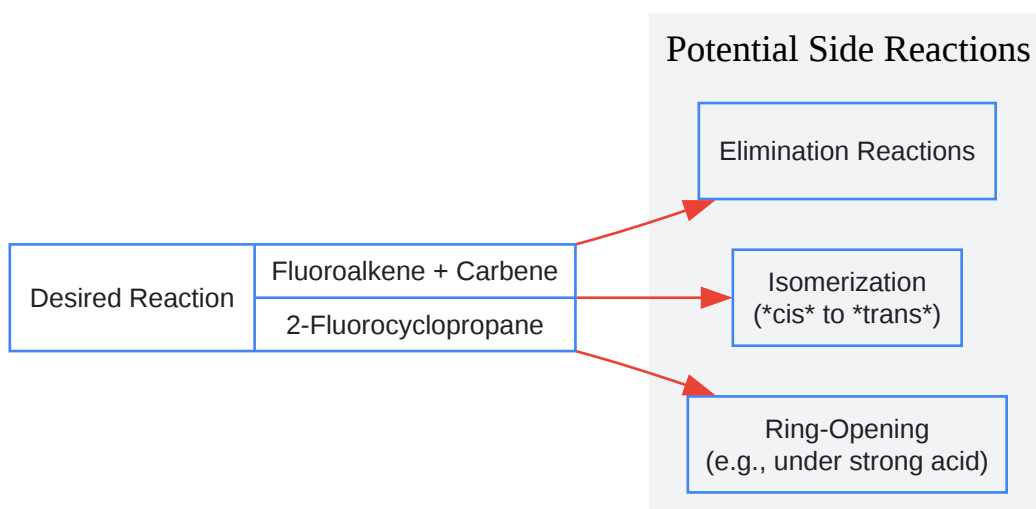 Potential Side Reactions
Elimination Reactions
Desired Reaction
Fluoroalkene + Carbene
2-Fluorocyclopropane
Isomerization
(*cis* to *trans*)
Ring-Opening
(e.g., under strong acid)